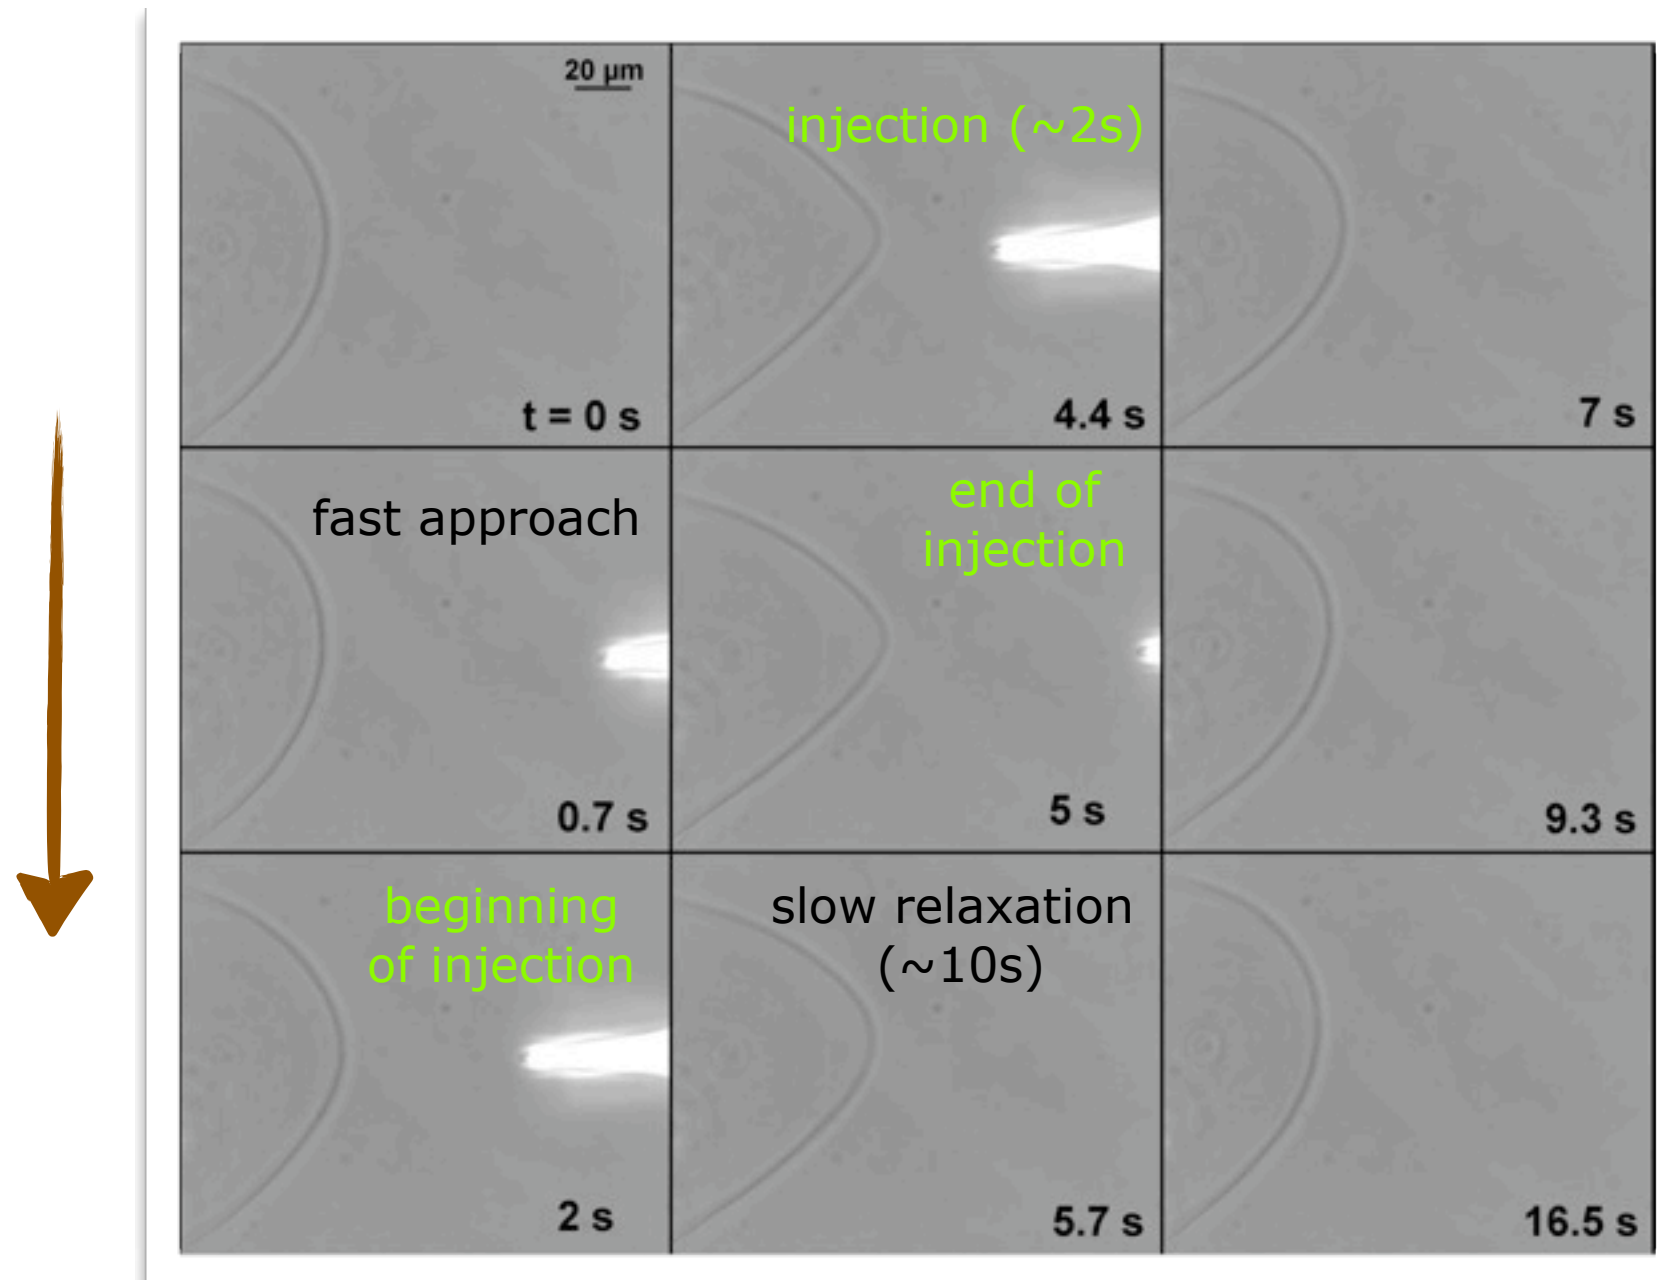 20 µm
t = 0 s
fast approach
0.7 s
beginning
of injection
2 s
injection (~2s)
4.4 s
end of
injection
5 s
slow relaxation
(~10s)
5.7 s
7 s
9.3 s
16.5 s